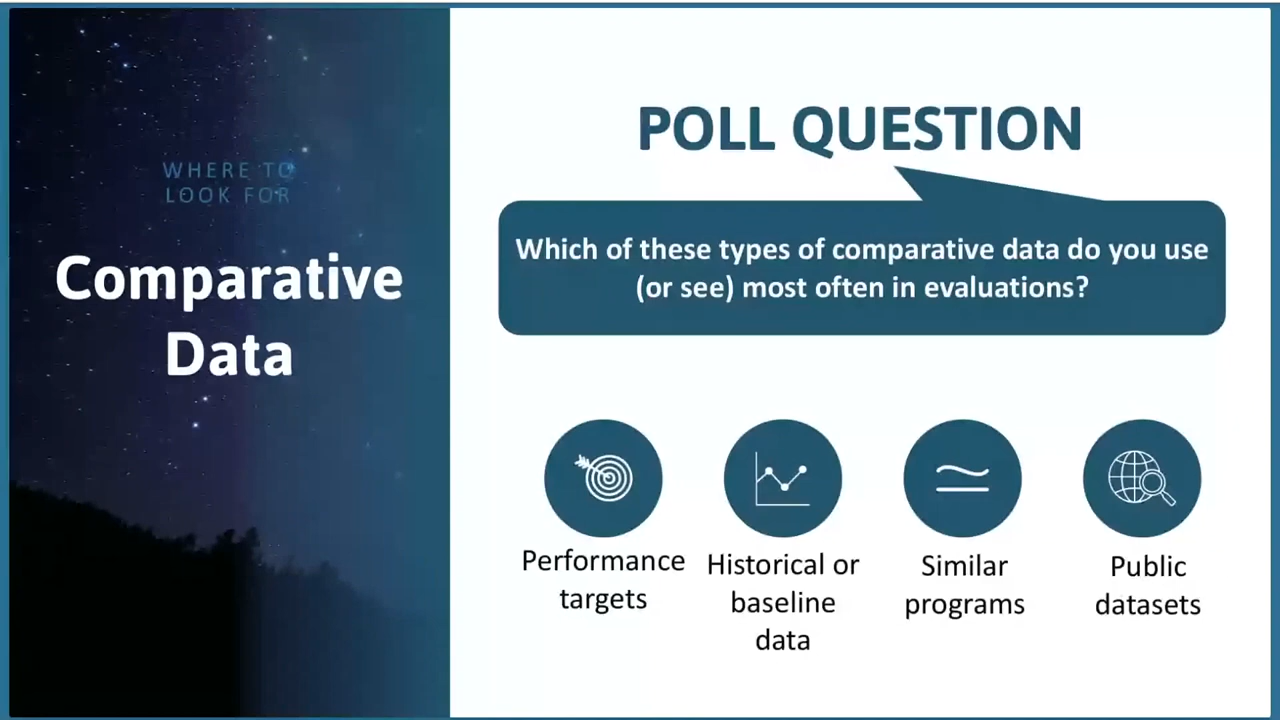 WHERE TO
LOOK FOR
Comparative
Data
POLL QUESTION
Which of these types of comparative data do you use
(or see) most often in evaluations?
Performance
targets
Historical or
baseline
data
Similar
programs
Public
datasets